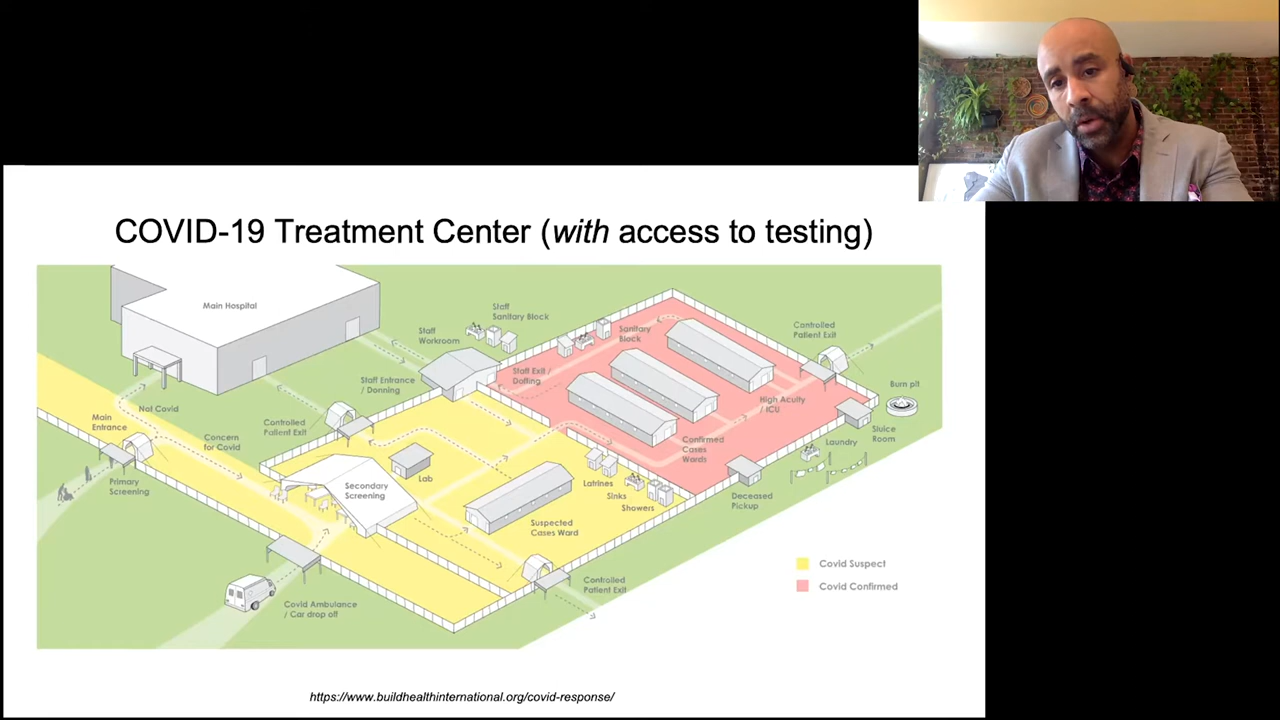 COVID-19 Treatment Center (with access to testing)
Main Hospital
Staff
Sanitary Block
Staff
Workroom
Sanitary
Block
Controlled
Patient Exit
Staff Entrance
/ Donning
Staff Exit /
Doffing
Burn pit
High Acuity
/ ICU
Not Covid
Main
Entrance
Concern
for Covid
Controlled
Patient Exit
Confirmed
Cases
Wards
Sluice
Room
Laundry
Primary
Screening
Secondary
Screening
Lab
Latrines
Sinks
Showers
Deceased
Pickup
Suspected
Cases Ward
Covid Suspect
Covid Confirmed
Controlled
Patient Exit
Covid Ambulance
/ Car drop off
https://www.buildhealthinternational.org/covid-response/